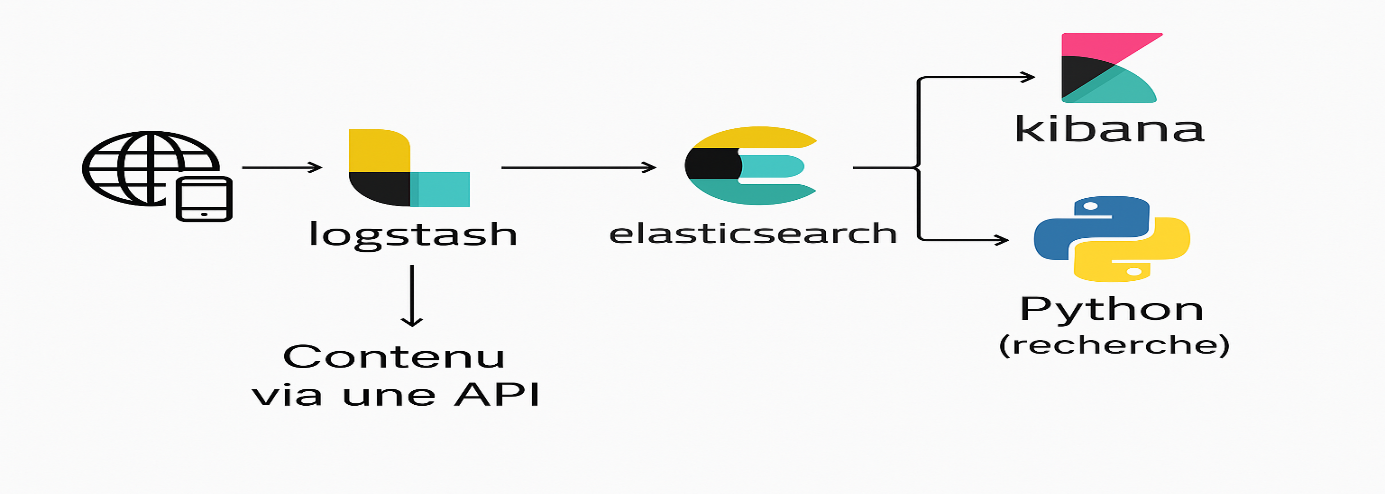 kibana
logstash
elasticsearch
Python
(recherche)
Contenu
via une API